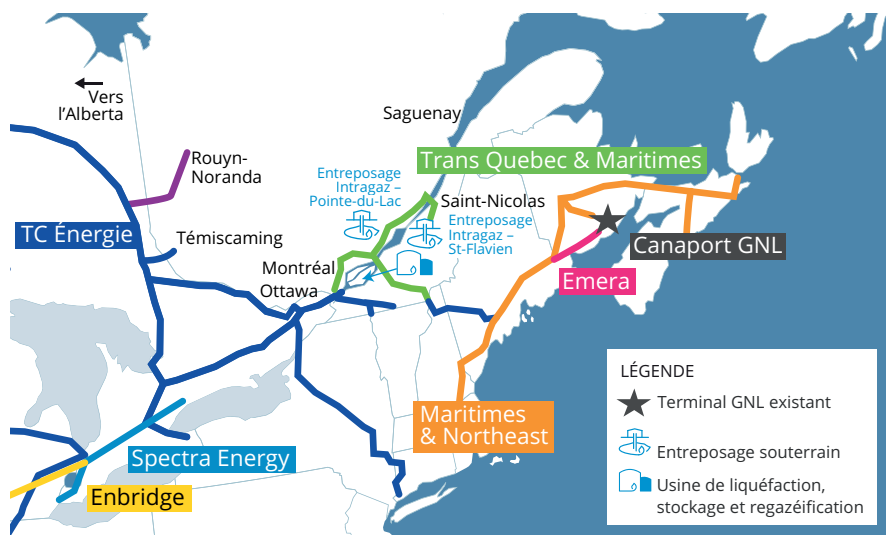 Vers
l'Alberta
Saguenay
Rouyn-
Noranda
Entreposage
Intragaz –
Pointe-du-Lac
Trans Quebec & Maritimes
Saint-Nicolas
Entreposage
Intragaz –
St-Flavien
TC Énergie
Témiscaming
Canaport GNL
Montréal
Ottawa
Emera
Maritimes
& Northeast
Spectra Energy
Enbridge
LÉGENDE
Terminal GNL existant
Entreposage souterrain
Usine de liquéfaction,
stockage et regazéification